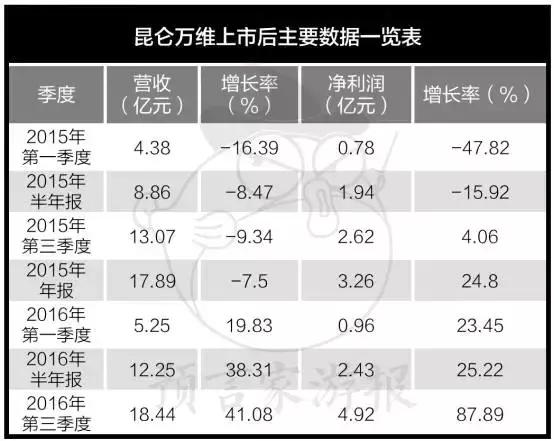 昆仑万维上市后主要数据一览表
季度 营收（亿元） 增长率（%） 净利润（亿元） 增长率（%）
2015年第一季度 4.38 -16.39 0.78 -47.82
2015年半年报 8.86 -8.47 1.94 -15.92
2015年第三季度 13.07 -9.34 2.62 4.06
2015年年报 17.89 -7.5 3.26 24.8
2016年第一季度 5.25 19.83 0.96 23.45
2016年半年报 12.25 38.31 2.43 25.22
2016年第三季度 18.44 41.08 4.92 87.89
预言家游报